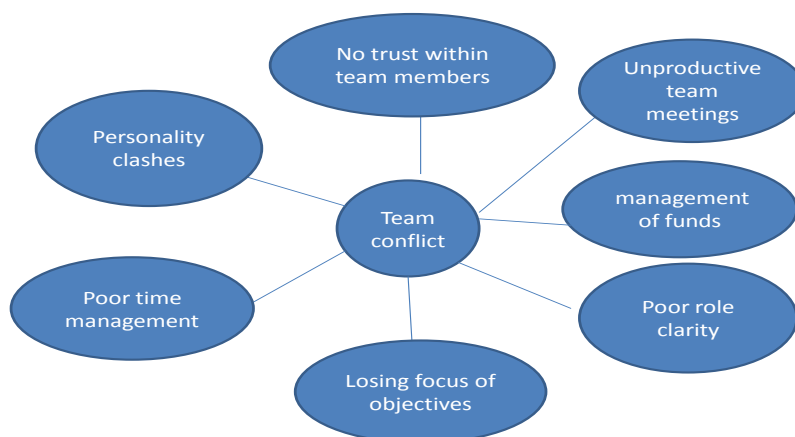 No trust within
team members
Unproductive
team
meetings
Personality
clashes
management
of funds
Team
conflict
Poor time
management
Poor role
clarity
Losing focus of
objectives